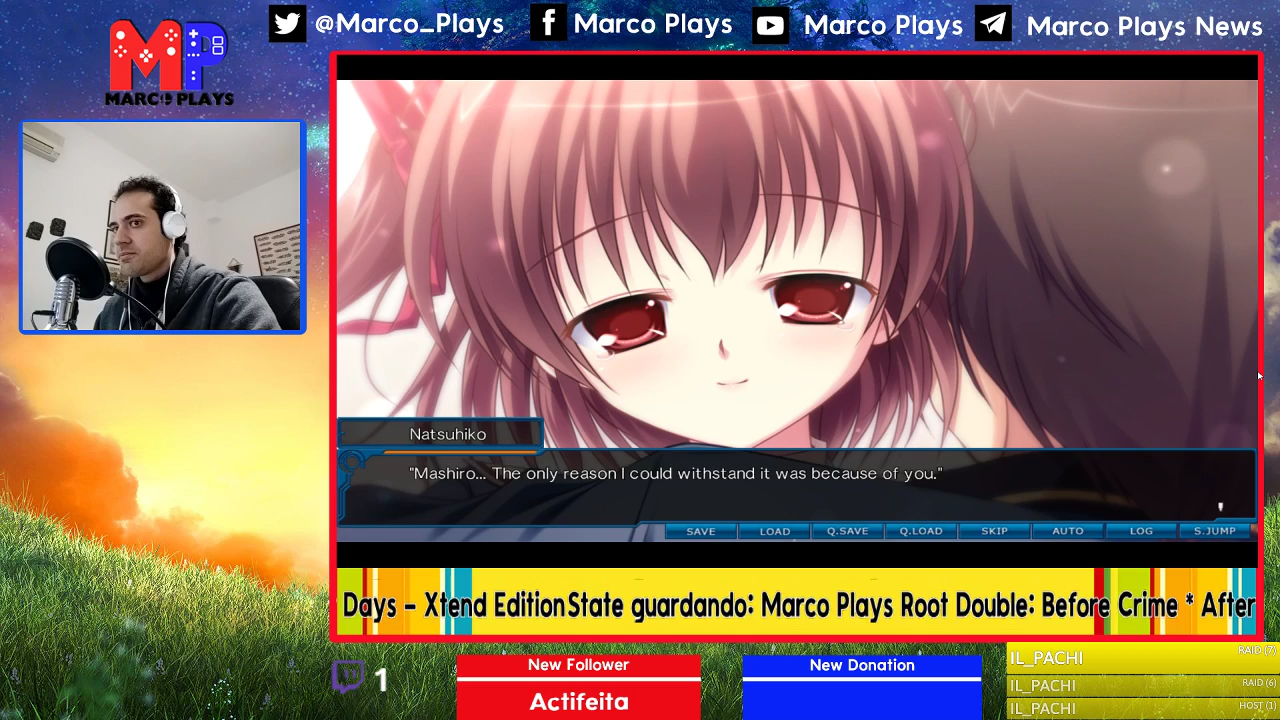 @Marco_Plays
Marco Plays
Marco Plays
Marco Plays News
MP
MARCO PLAYS
Natsuhiko
"Mashiro... The only reason I could withstand it was because of you."
SAVE
LOAD
Q.SAVE
Q.LOAD
SKIP
AUTO
LOG
S.JUMP
Days - Xtend EditionState guardando: Marco Plays Root Double: Before Crime * After
1
New Follower
Actifeita
New Donation
IL_PACHI RAID (7)
IL_PACHI RAID (6)
IL_PACHI HOST (1)